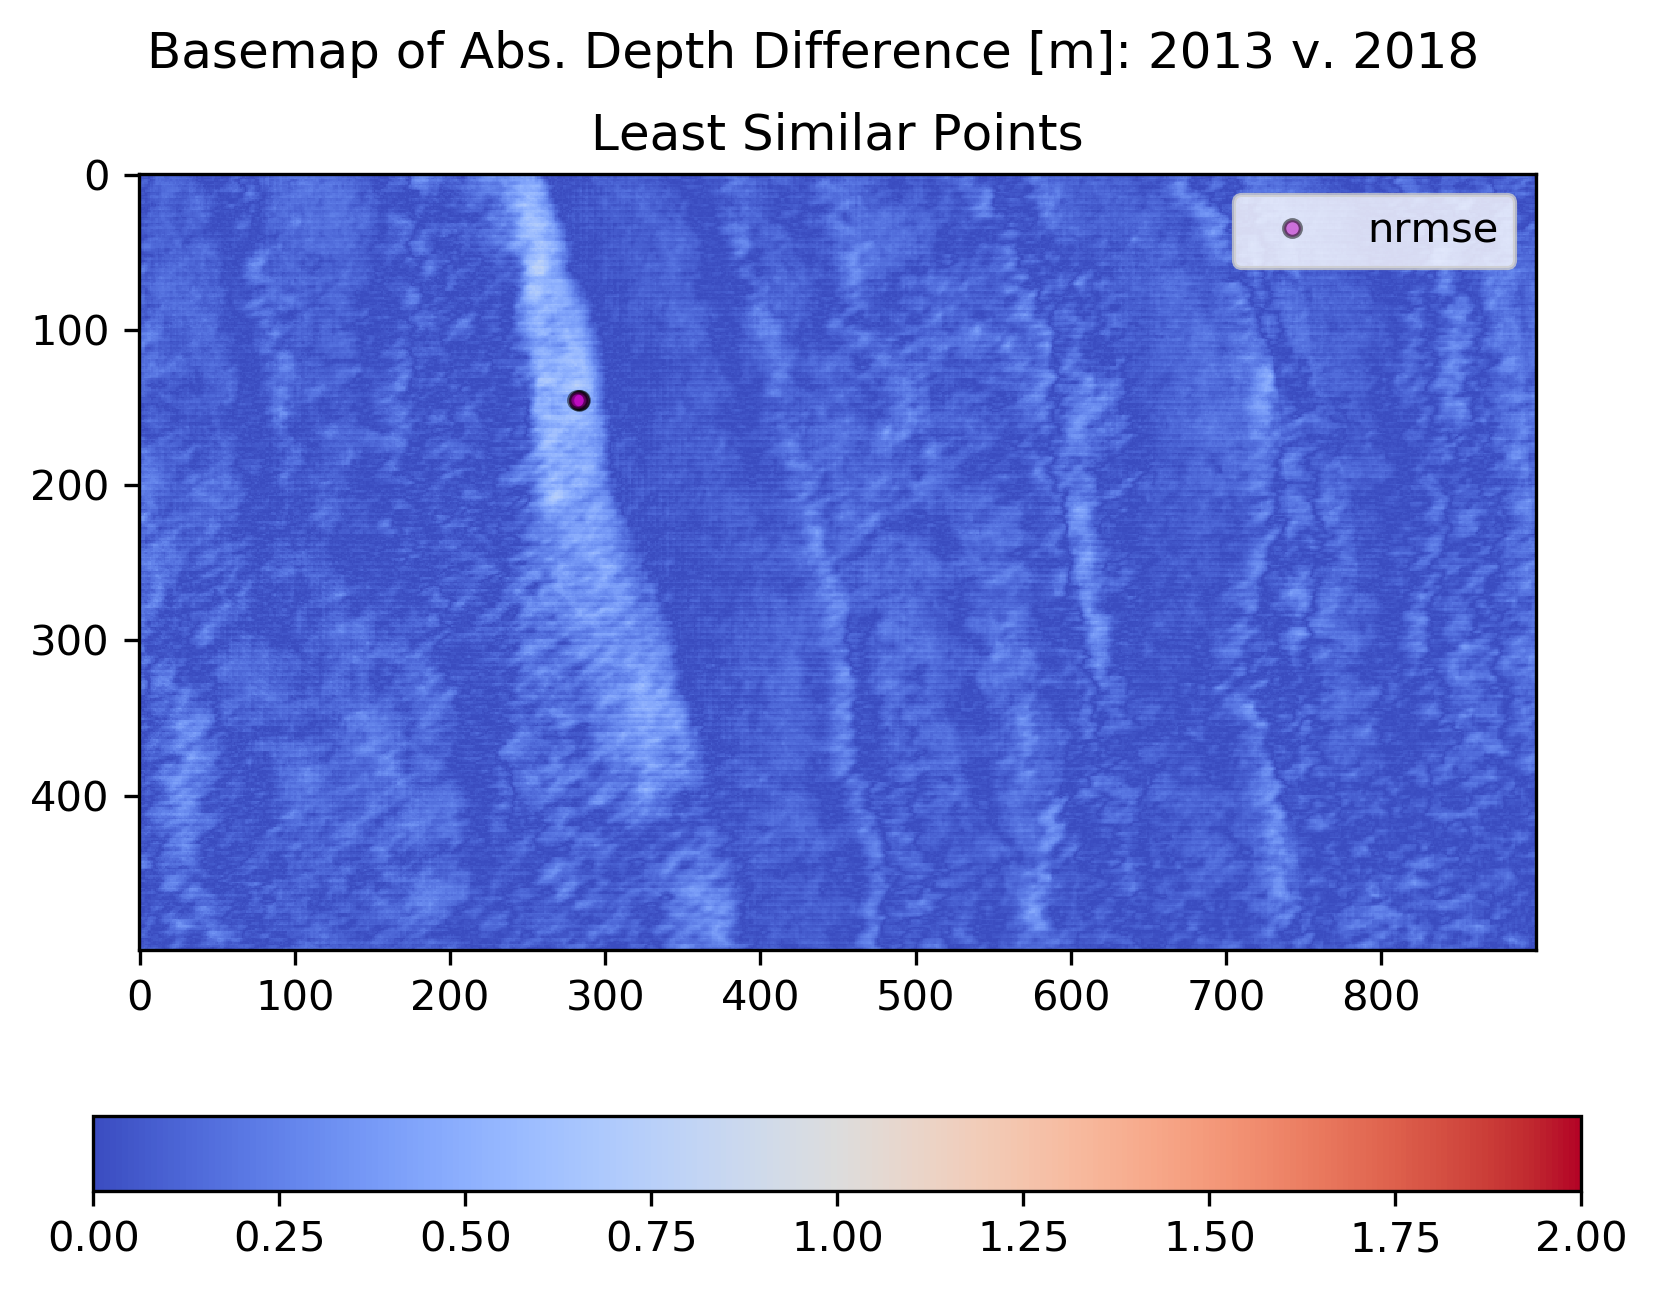 Basemap of Abs. Depth Difference [m]: 2013 v. 2018
Least Similar Points
nrmse
0
100
200
300
400
0 100 200 300 400 500 600 700 800
0.00 0.25 0.50 0.75 1.00 1.25 1.50 1.75 2.00